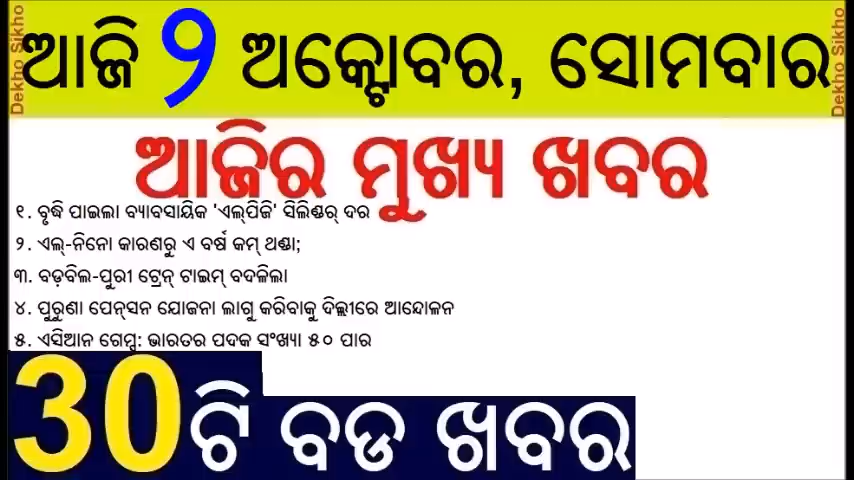 ଆଜି ୨ ଅକ୍ଟୋବର, ସୋମବାର
Dekho Sikho
Dekho Sikho
ଆଜିର ମୁଖ୍ୟ ଖବର
୧. ବୃଦ୍ଧି ପାଇଲା ବ୍ୟାବସାୟିକ 'ଏଲ୍‌ପିଜି' ସିଲିଣ୍ଡର୍ ଦର
୨. ଏଲ୍-ନିନୋ କାରଣରୁ ଏ ବର୍ଷ କମ୍ ଥଣ୍ଡା;
୩. ବଡ଼ବିଲ-ପୁରୀ ଟ୍ରେନ୍ ଟାଇମ୍ ବଦଳିଲା
୪. ପୁରୁଣା ପେନ୍‌ସନ ଯୋଜନା ଲାଗୁ କରିବାକୁ ଦିଲ୍ଲୀରେ ଆନ୍ଦୋଳନ
୫. ଏସିଆନ ଗେମ୍ସ: ଭାରତର ପଦକ ସଂଖ୍ୟା ୫୦ ପାର
30ଟି ବଡ ଖବର